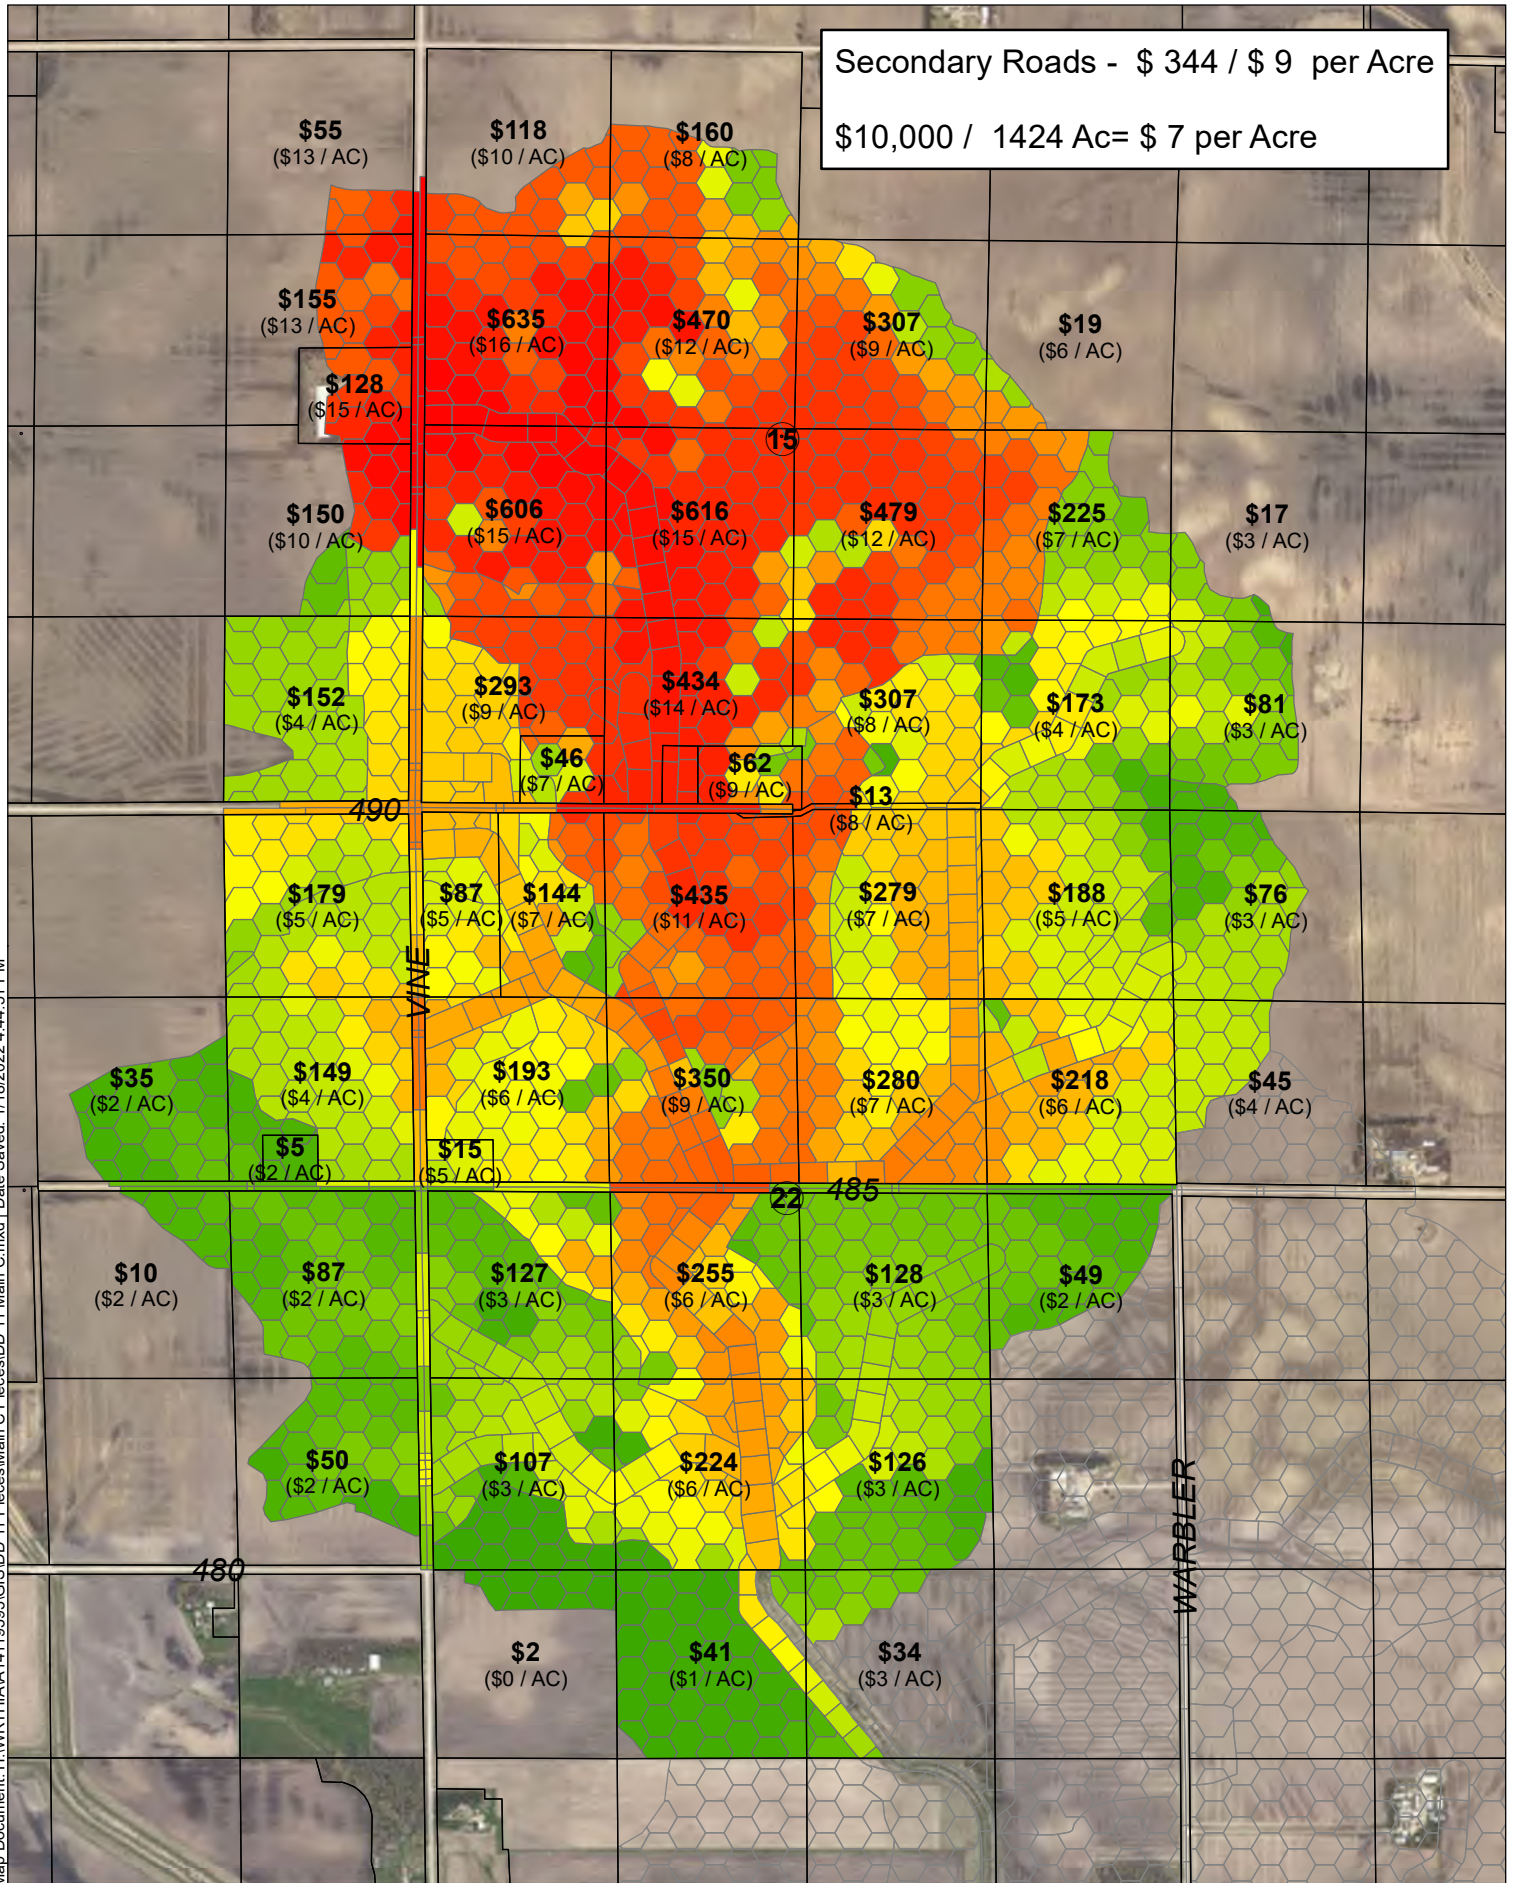 Secondary Roads - $ 344 / $ 9 per Acre
$10,000 / 1424 Ac= $ 7 per Acre
$55
($13 / AC)
$118
($10 / AC)
$160
($8 / AC)
$155
($13 / AC)
$635
($16 / AC)
$470
($12 / AC)
$307
($9 / AC)
$19
($6 / AC)
$128
($15 / AC)
15
$150
($10 / AC)
$606
($15 / AC)
$616
($15 / AC)
$479
($12 / AC)
$225
($7 / AC)
$17
($3 / AC)
$152
($4 / AC)
$293
($9 / AC)
$434
($14 / AC)
$307
($8 / AC)
$173
($4 / AC)
$81
($3 / AC)
$46
($7 / AC)
$62
($9 / AC)
$13
($8 / AC)
490
$179
($5 / AC)
$87
($5 / AC)
$144
($7 / AC)
$435
($11 / AC)
$279
($7 / AC)
$188
($5 / AC)
$76
($3 / AC)
VINE
$35
($2 / AC)
$149
($4 / AC)
$193
($6 / AC)
$350
($9 / AC)
$280
($7 / AC)
$218
($6 / AC)
$45
($4 / AC)
$5
($2 / AC)
$15
($5 / AC)
22
485
$10
($2 / AC)
$87
($2 / AC)
$127
($3 / AC)
$255
($6 / AC)
$128
($3 / AC)
$49
($2 / AC)
$50
($2 / AC)
$107
($3 / AC)
$224
($6 / AC)
$126
($3 / AC)
WARBLER
480
$2
($0 / AC)
$41
($1 / AC)
$34
($3 / AC)